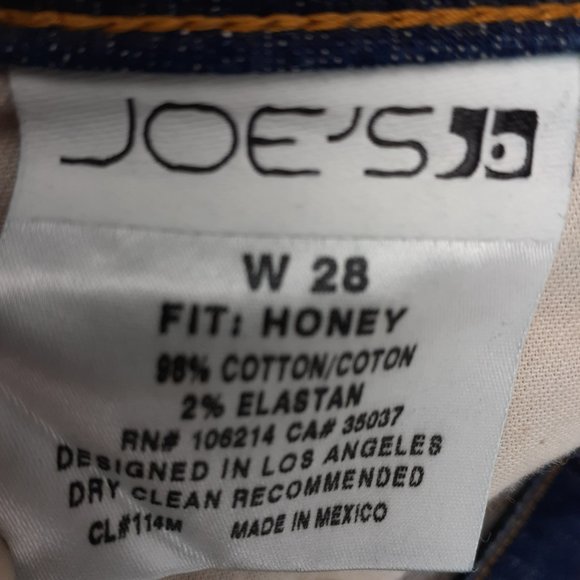 JOE'S
W 28
FIT: HONEY
98% COTTON/COTON
2% ELASTAN
RN# 106214 CA# 35037
DESIGNED IN LOS ANGELES
DRY CLEAN RECOMMENDED
CL#114M MADE IN MEXICO